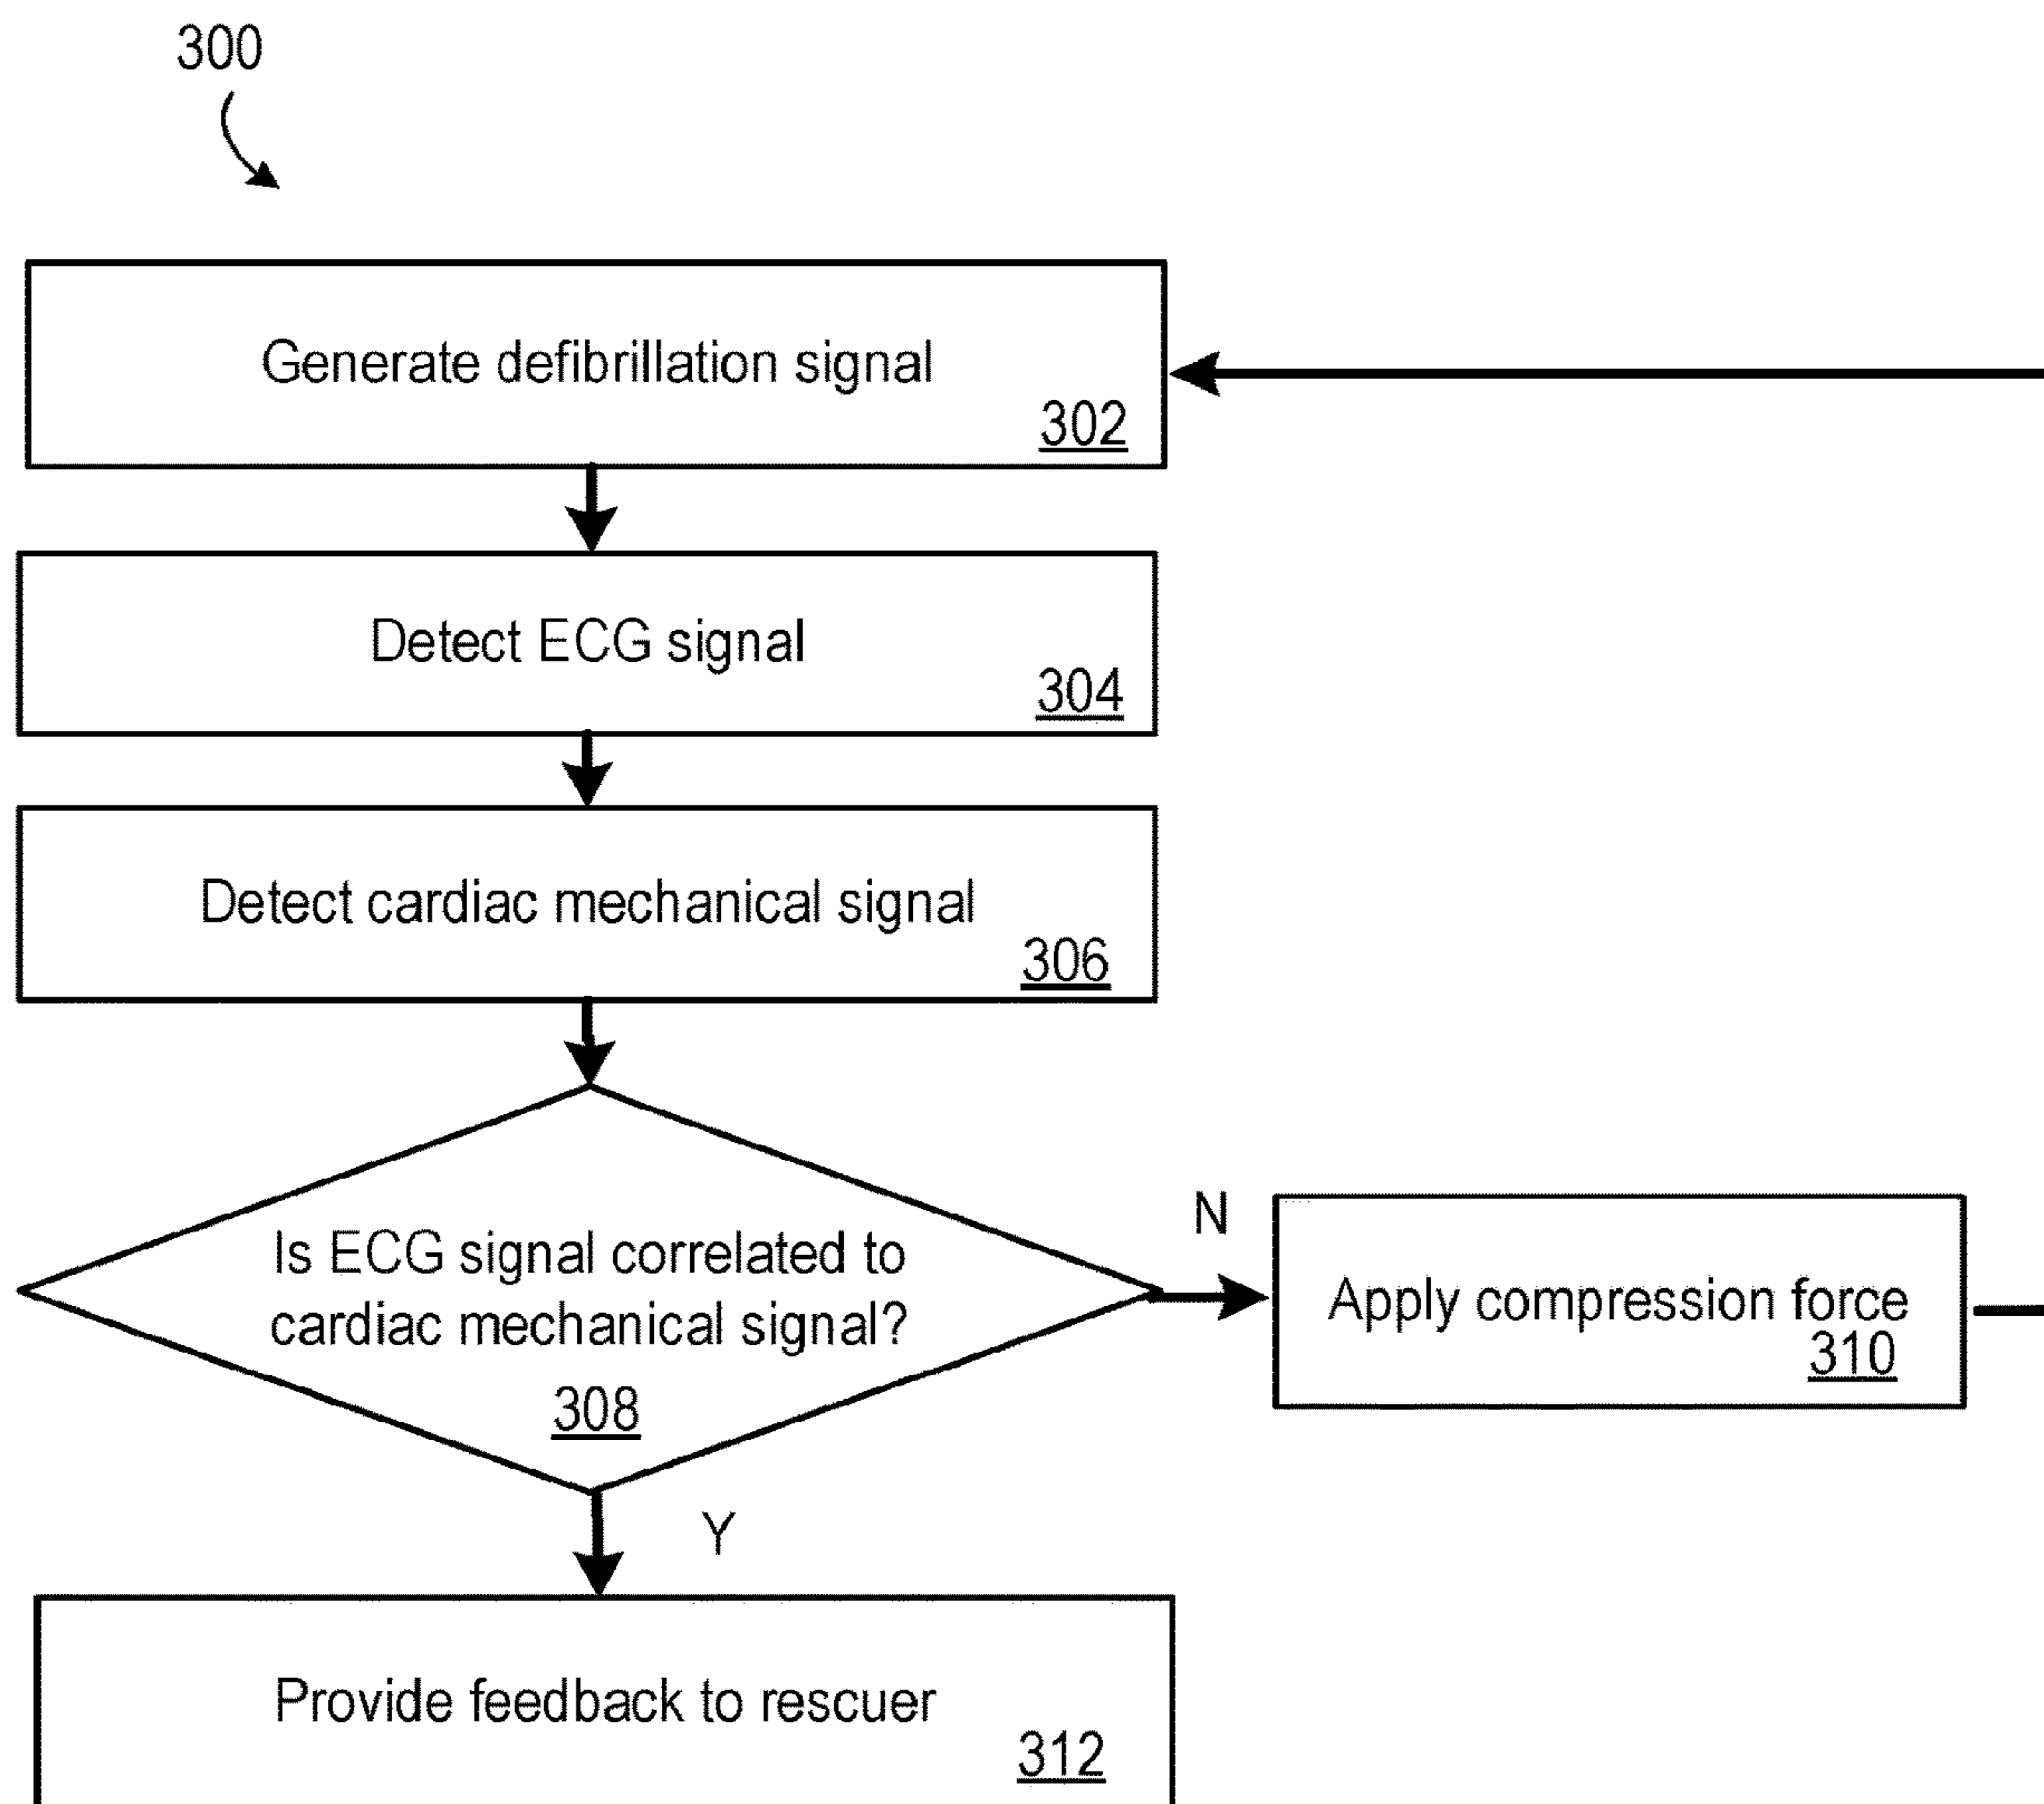 300
Generate defibrillation signal
302
Detect ECG signal
304
Detect cardiac mechanical signal
306
Is ECG signal correlated to
cardiac mechanical signal?
308
N
Apply compression force
310
Y
Provide feedback to rescuer
312